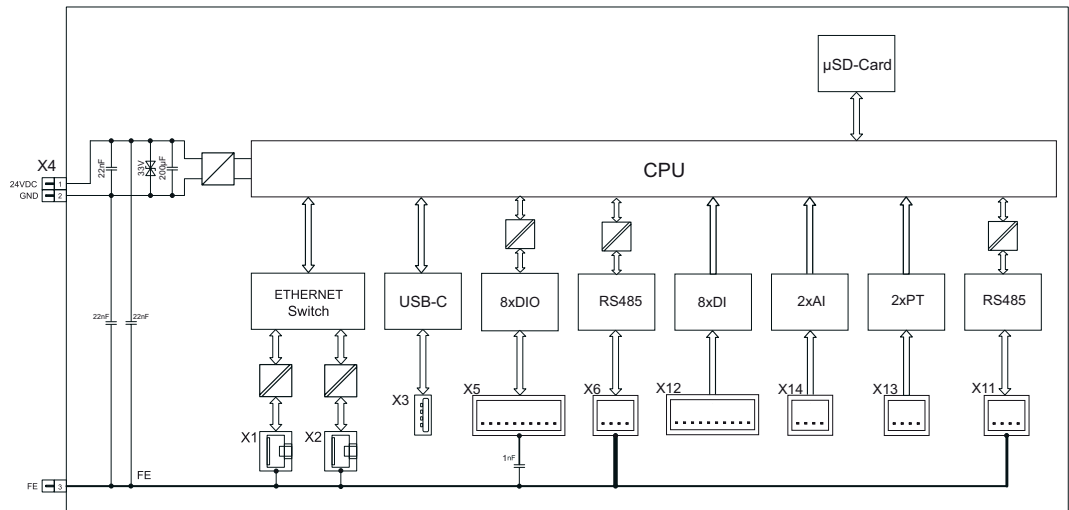 µSD-Card
CPU
X4
24VDC
1
GND
2
22nF
33V
200µF
ETHERNET
Switch
USB-C
8xDIO
RS485
8xDI
2xAI
2xPT
RS485
22nF
22nF
X1
X2
X3
X5
X6
X12
X14
X13
X11
1nF
FE
FE
3